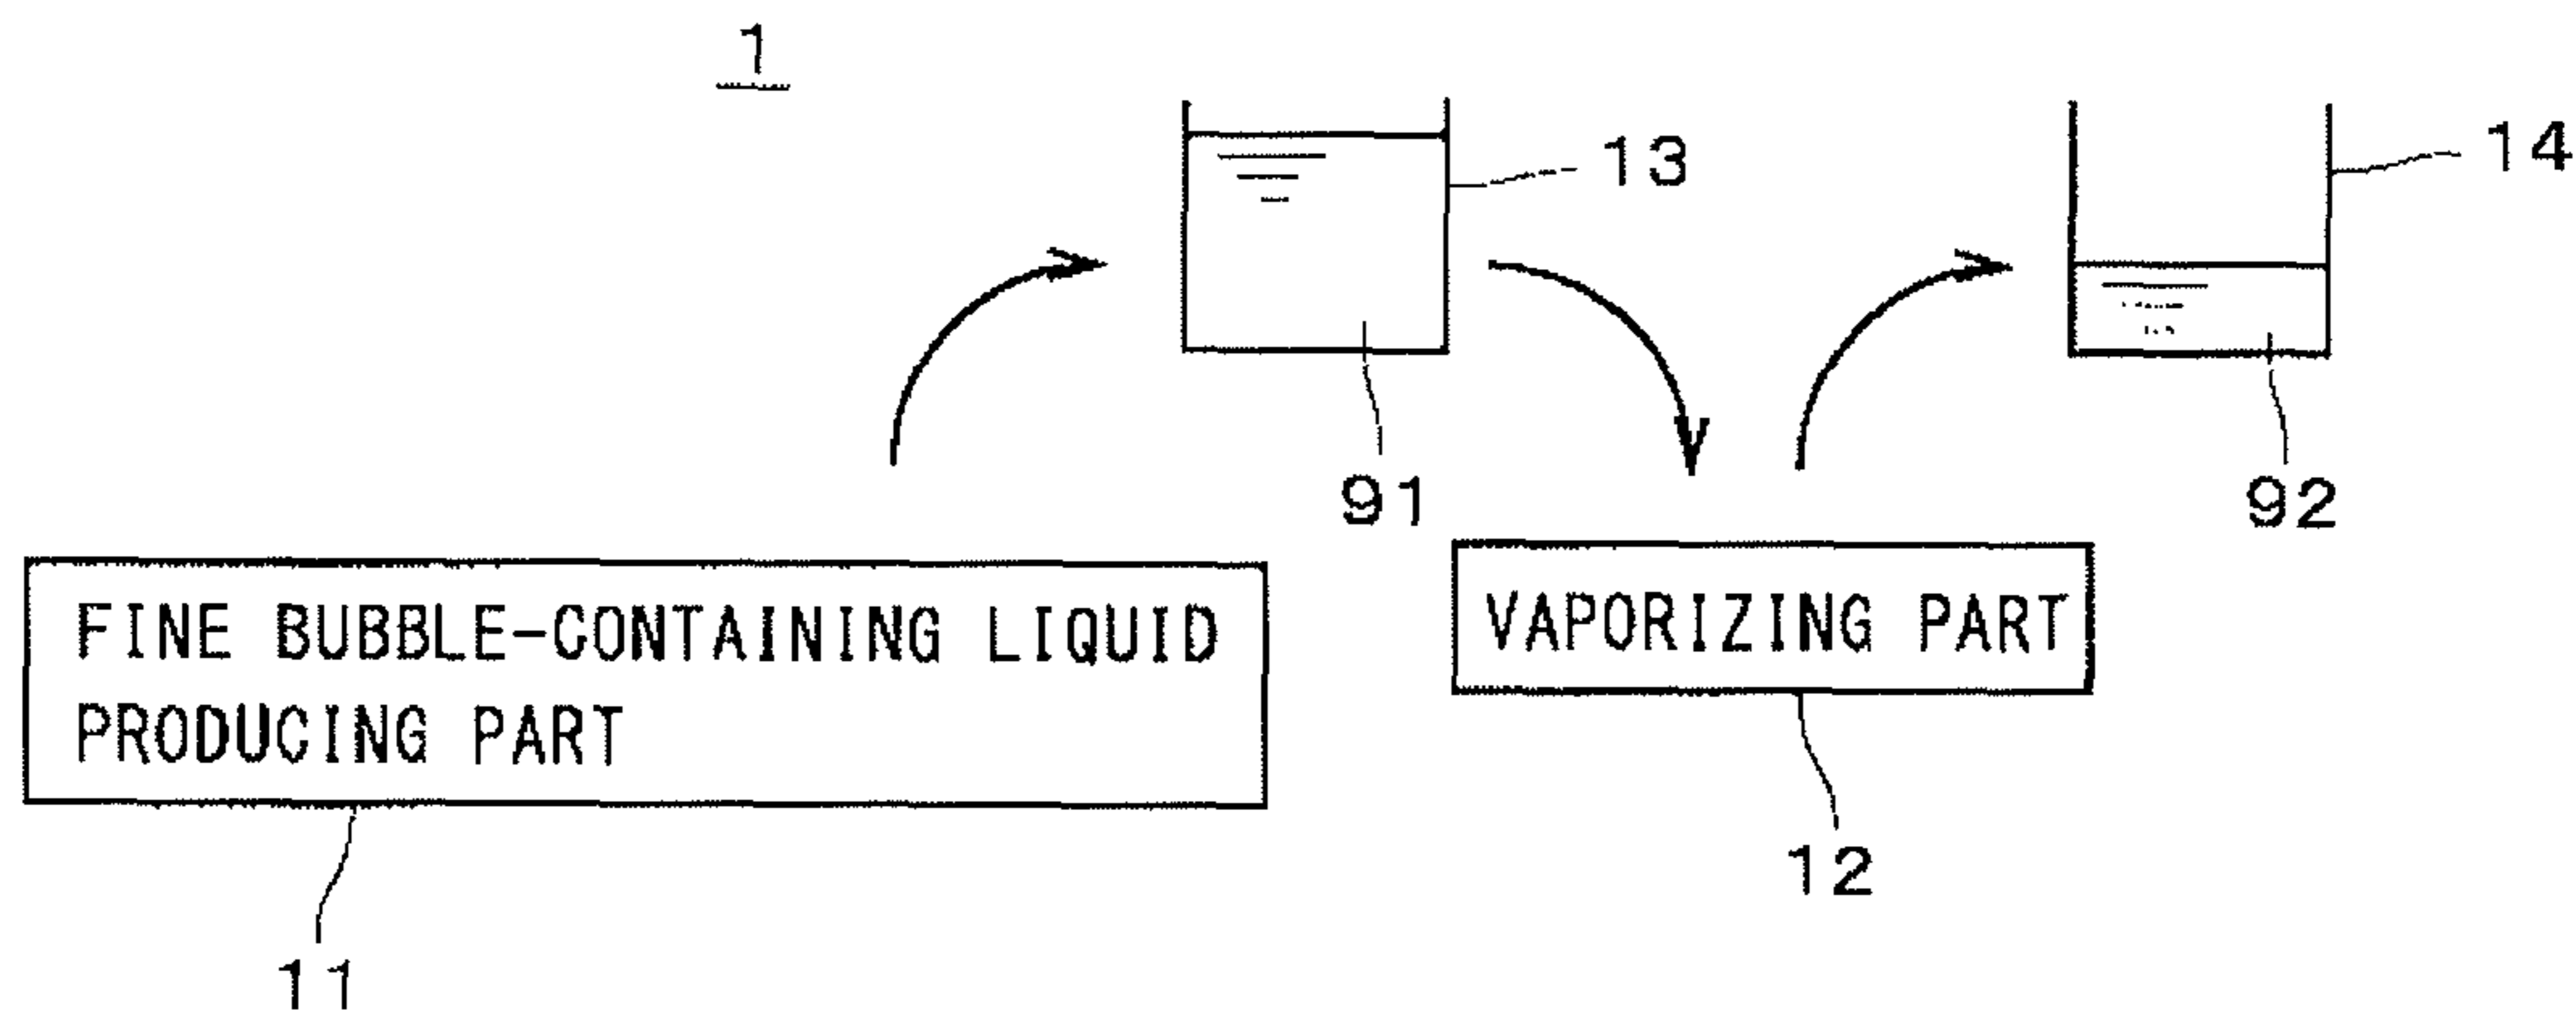 1
13
14
91
92
FINE BUBBLE-CONTAINING LIQUID
PRODUCING PART
VAPORIZING PART
12
11